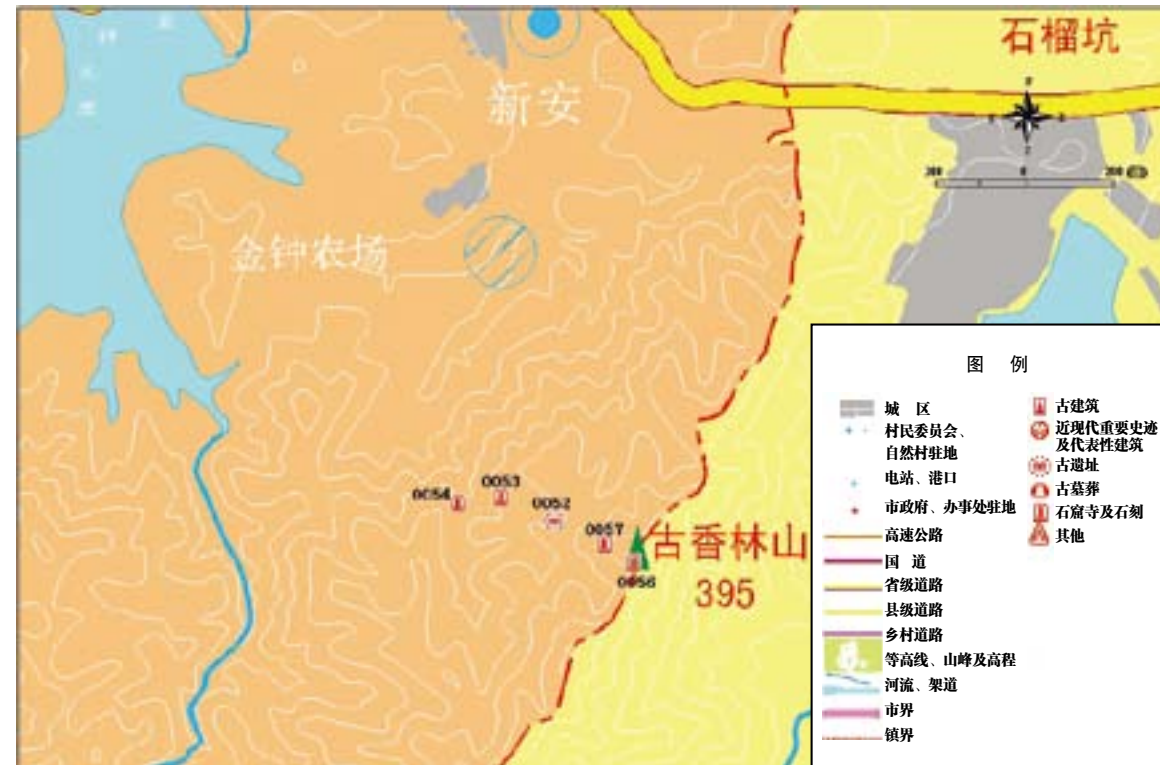 石榴坑
新安
300 0 300
金钟农场
0054
0053
0052
0057
0056
古香林山
395
图 例
城 区
村民委员会、
自然村驻地
电站、港口
市政府、办事处驻地
高速公路
国 道
省级道路
县级道路
乡村道路
等高线、山峰及高程
河流、架道
市界
镇界
古建筑
近现代重要史迹
及代表性建筑
古遗址
古墓葬
石窟寺及石刻
其他